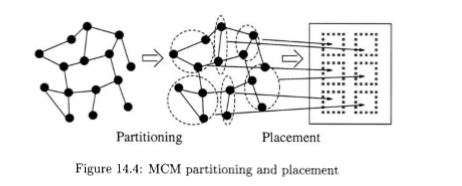 Partitioning
Placement
Figure 14.4: MCM partitioning and placement